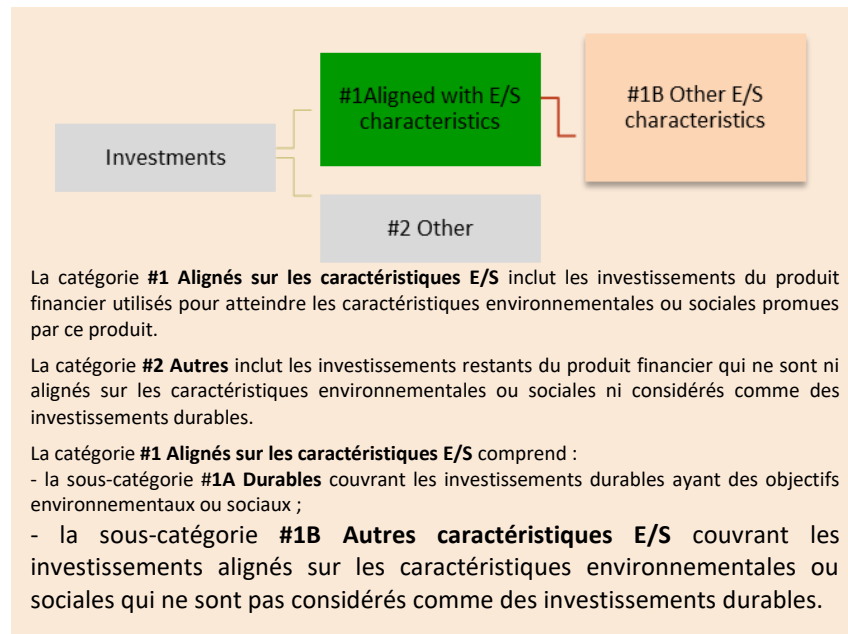 #1Aligned with E/S
characteristics
#1B Other E/S
characteristics
Investments
#2 Other
La catégorie #1 Alignés sur les caractéristiques E/S inclut les investissements du produit
financier utilisés pour atteindre les caractéristiques environnementales ou sociales promues
par ce produit.
La catégorie #2 Autres inclut les investissements restants du produit financier qui ne sont ni
alignés sur les caractéristiques environnementales ou sociales ni considérés comme des
investissements durables.
La catégorie #1 Alignés sur les caractéristiques E/S comprend :
- la sous-catégorie #1A Durables couvrant les investissements durables ayant des objectifs
environnementaux ou sociaux ;
- la sous-catégorie #1B Autres caractéristiques E/S couvrant les
investissements alignés sur les caractéristiques environnementales ou
sociales qui ne sont pas considérés comme des investissements durables.